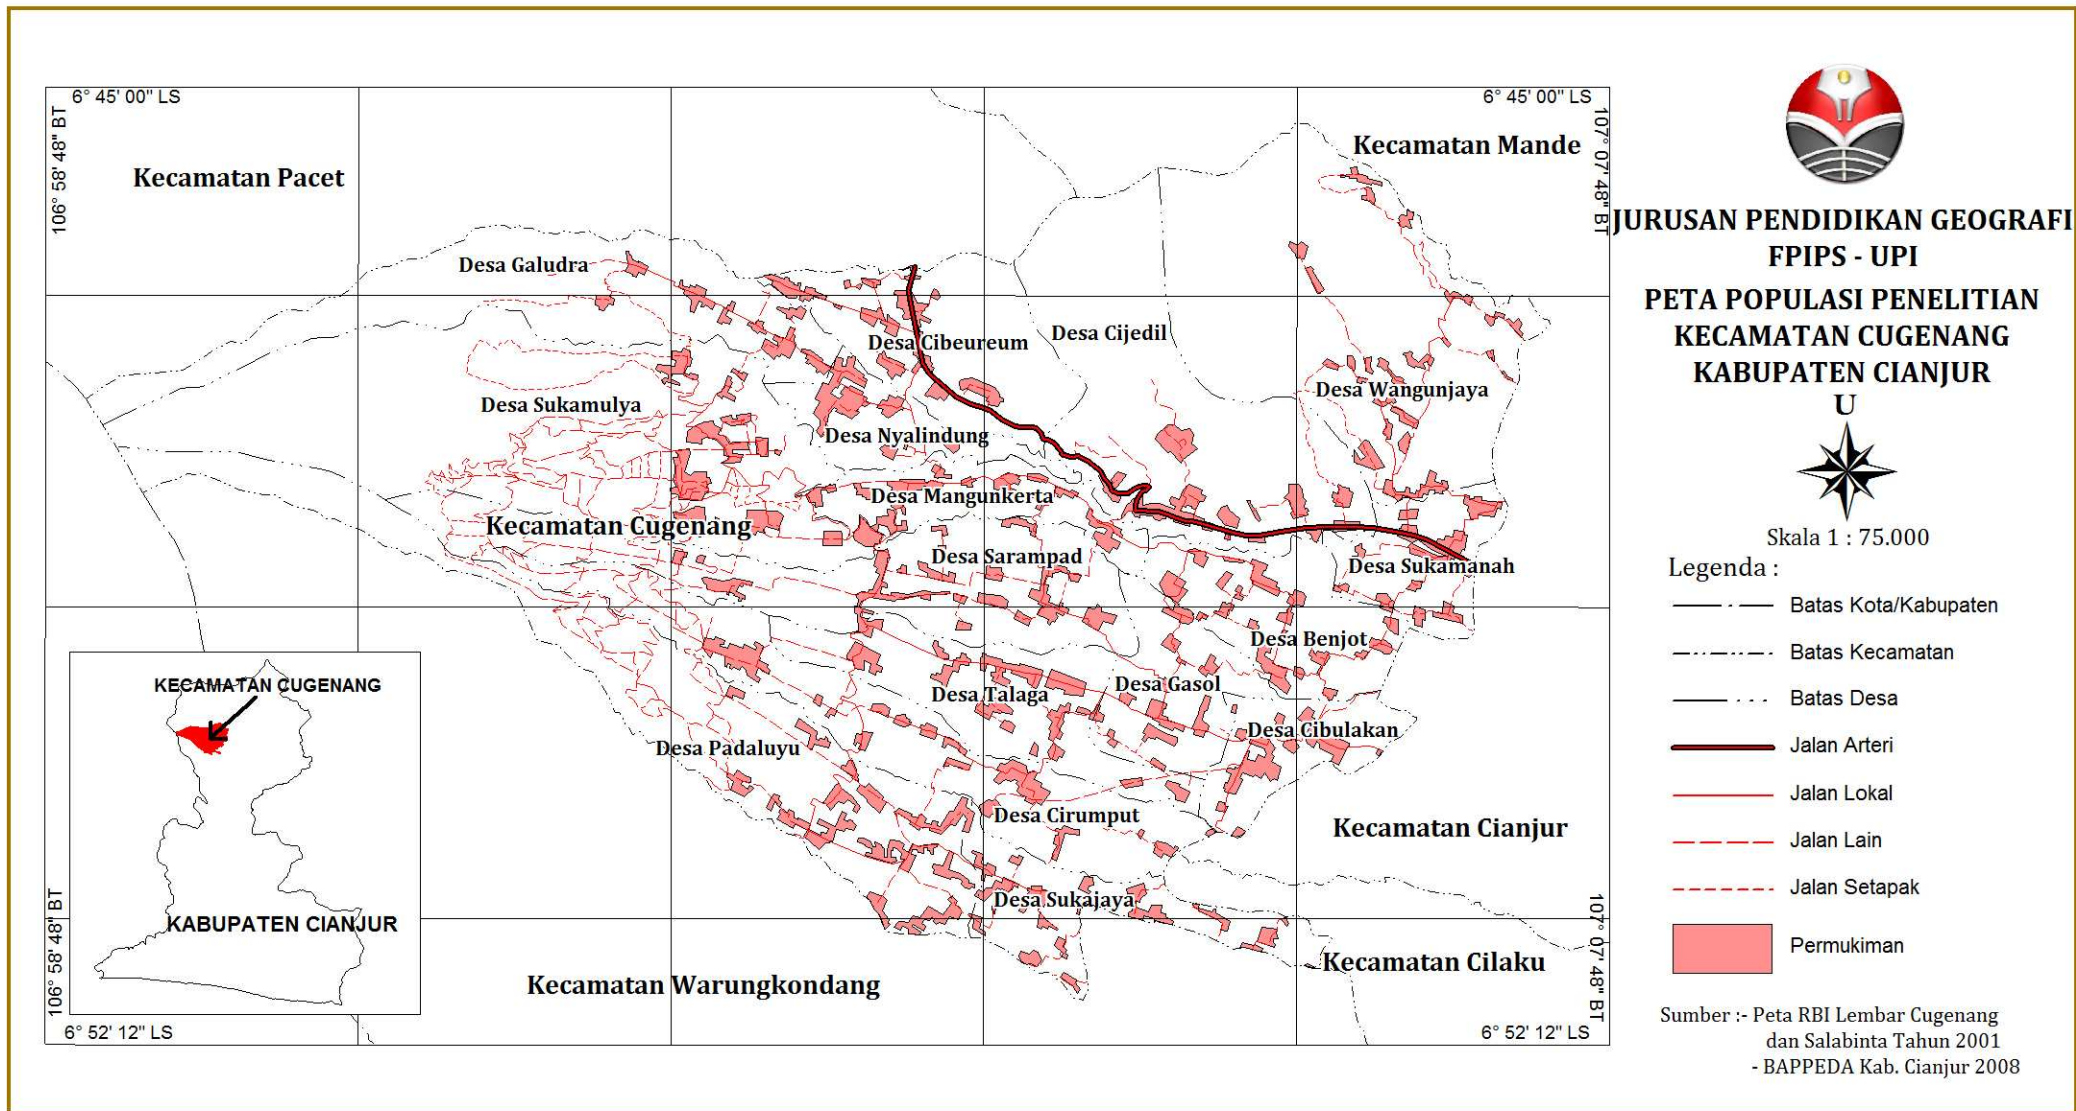 6° 45' 00" LS
6° 45' 00" LS
106° 58' 48" BT
107° 07' 48" BT
Kecamatan Pacet
Kecamatan Mande
Desa Galudra
Desa Cibeureum
Desa Cijedil
Desa Wangunjaya
Desa Sukamulya
Desa Nyalindung
Desa Mangunkerta
Kecamatan Cugenang
Desa Sarampad
Desa Sukamanah
Desa Benjot
Desa Gasol
Desa Talaga
Desa Cibulakan
Desa Padaluyu
Desa Cirumput
Kecamatan Cianjur
Desa Sukajaya
Kecamatan Cilaku
Kecamatan Warungkondang
KECAMATAN CUGENANG
KABUPATEN CIANJUR
106° 58' 48" BT
107° 07' 48" BT
6° 52' 12" LS
6° 52' 12" LS
JURUSAN PENDIDIKAN GEOGRAFI
FPIPS - UPI
PETA POPULASI PENELITIAN
KECAMATAN CUGENANG
KABUPATEN CIANJUR
U
Skala 1 : 75.000
Legenda :
Batas Kota/Kabupaten
Batas Kecamatan
Batas Desa
Jalan Arteri
Jalan Lokal
Jalan Lain
Jalan Setapak
Permukiman
Sumber :- Peta RBI Lembar Cugenang
dan Salabinta Tahun 2001
- BAPPEDA Kab. Cianjur 2008